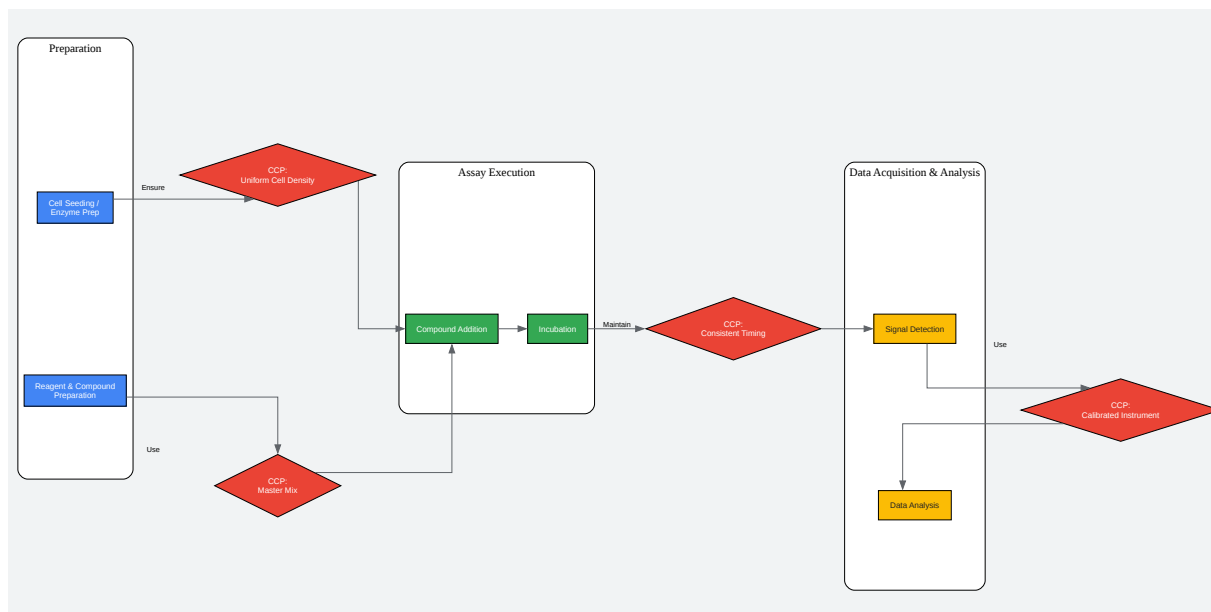 Preparation
Cell Seeding /
Enzyme Prep
Reagent & Compound
Preparation
Ensure
Use
CCP:
Uniform Cell Density
CCP:
Master Mix
Assay Execution
Compound Addition
Incubation
Maintain
CCP:
Consistent Timing
Data Acquisition & Analysis
Signal Detection
Data Analysis
Use
CCP:
Calibrated Instrument